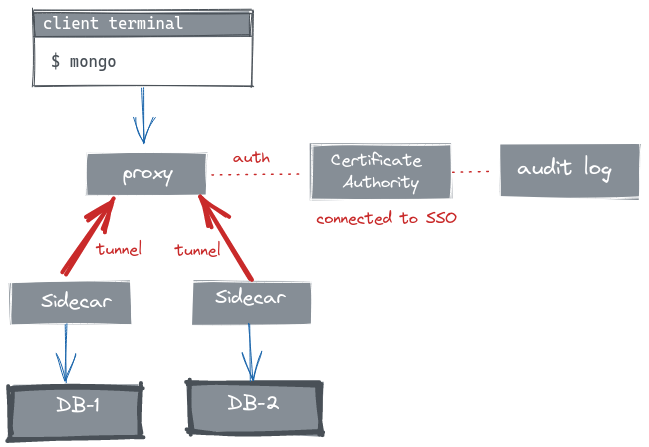 client terminal
$ mongo
proxy
auth
Certificate
Authority
audit log
connected to SSO
tunnel
tunnel
Sidecar
Sidecar
DB-1
DB-2